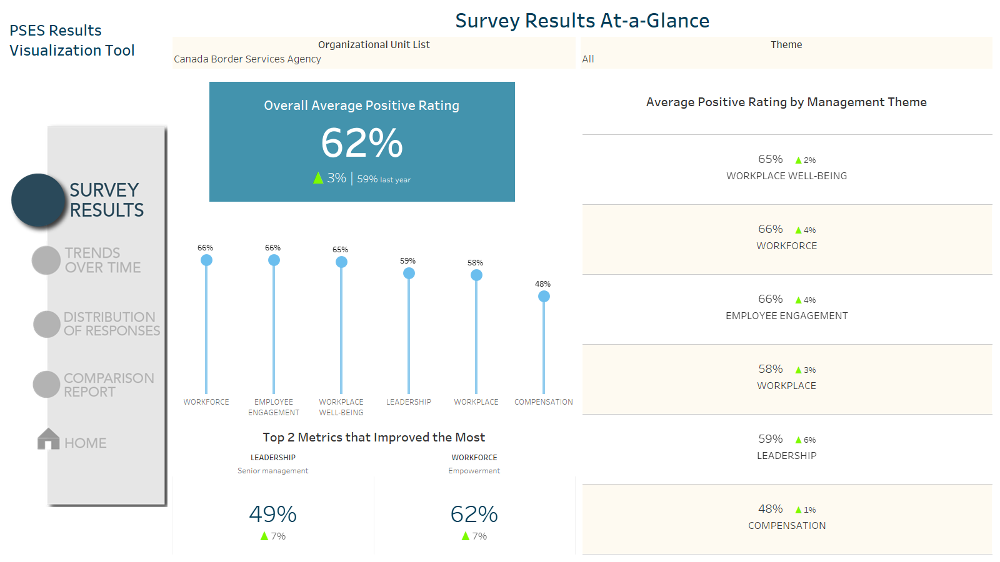 PSES Results
Visualization Tool
SURVEY
RESULTS
TRENDS
OVER TIME
DISTRIBUTION
OF RESPONSES
COMPARISON
REPORT
HOME
Survey Results At-a-Glance
Organizational Unit List
Canada Border Services Agency
Theme
All
Overall Average Positive Rating
62%
▲ 3% | 59% last year
66% 66% 65% 59% 58% 48%
WORKFORCE EMPLOYEE WORKPLACE LEADERSHIP WORKPLACE COMPENSATION
ENGAGEMENT WELL-BEING
Top 2 Metrics that Improved the Most
LEADERSHIP WORKFORCE
Senior management Empowerment
49% 62%
▲ 7% ▲ 7%
Average Positive Rating by Management Theme
65% ▲ 2%
WORKPLACE WELL-BEING
66% ▲ 4%
WORKFORCE
66% ▲ 4%
EMPLOYEE ENGAGEMENT
58% ▲ 3%
WORKPLACE
59% ▲ 6%
LEADERSHIP
48% ▲ 1%
COMPENSATION